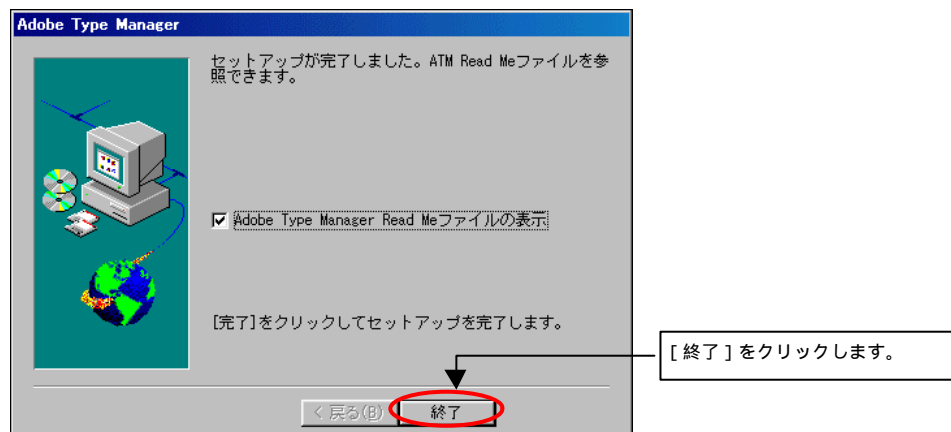 Adobe Type Manager
セットアップが完了しました。ATM Read Meファイルを参
照できます。
Adobe Type Manager Read Meファイルの表示
[完了]をクリックしてセットアップを完了します。
[ 終了 ] をクリックします。
< 戻る(B)
終了